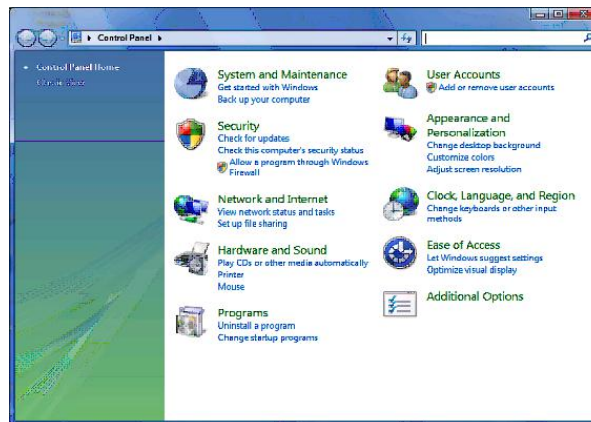 Control Panel
Control Panel Home
Classic View
System and Maintenance
Get started with Windows
Back up your computer
Security
Check for updates
Check this computer's security status
Allow a program through Windows
Firewall
Network and Internet
View network status and tasks
Set up file sharing
Hardware and Sound
Play CDs or other media automatically
Printer
Mouse
Programs
Uninstall a program
Change startup programs
User Accounts
Add or remove user accounts
Appearance and
Personalization
Change desktop background
Customize colors
Adjust screen resolution
Clock, Language, and Region
Change keyboards or other input
methods
Ease of Access
Let Windows suggest settings
Optimize visual display
Additional Options